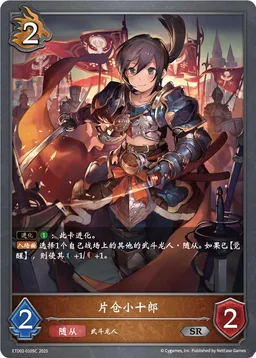 2
进化 1 :此卡进化。
入场曲 选择1个自己战场上的其他的武斗龙人·随从。如果已【觉
醒】,则使其 +1/ +1。
片仓小十郎
2
随从 武斗龙人
SR
2
© Cygames, Inc. Published by NetEase Games